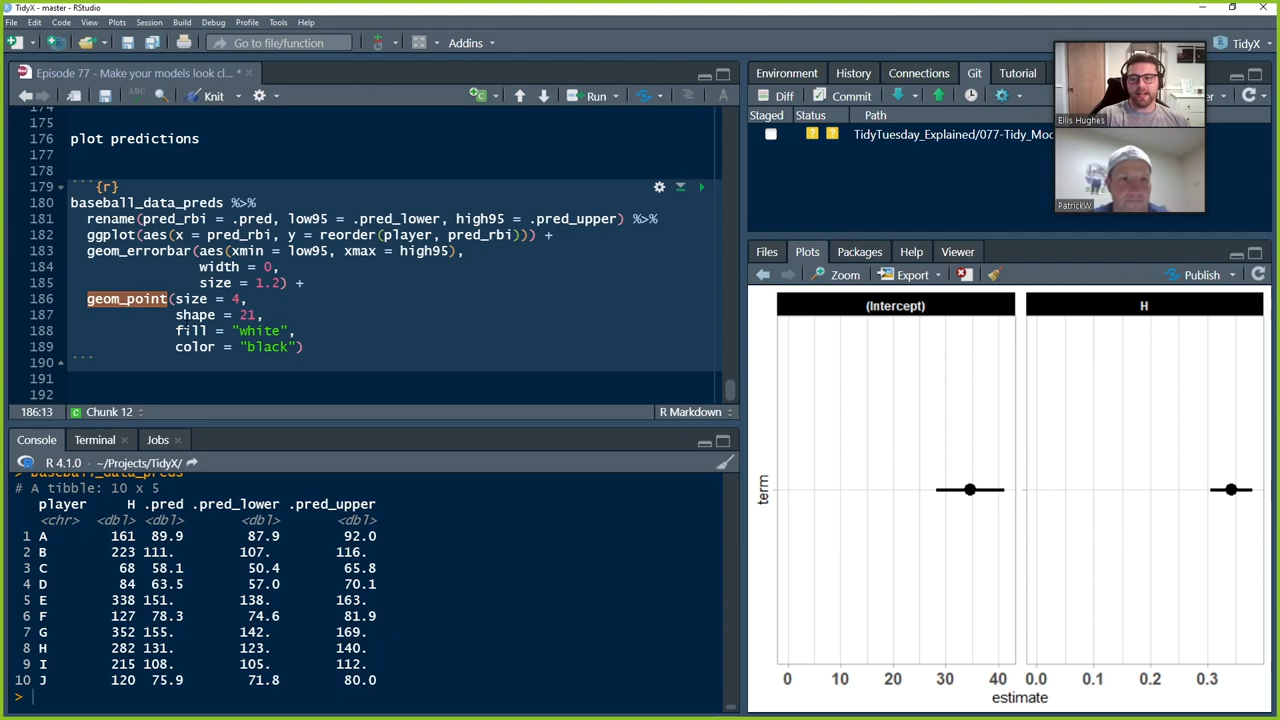 TidyX - master - RStudio
File Edit Code View Plots Session Build Debug Profile Tools Help
Go to file/function Addins TidyX
Episode 77 - Make your models look cl...*
Knit Run
174
175
176 plot predictions
177
178
179 ```{r}
180 baseball_data_preds %>%
181 rename(pred_rbi = .pred, low95 = .pred_lower, high95 = .pred_upper) %>%
182 ggplot(aes(x = pred_rbi, y = reorder(player, pred_rbi))) +
183 geom_errorbar(aes(xmin = low95, xmax = high95),
184 width = 0,
185 size = 1.2) +
186 geom_point(size = 4,
187 shape = 21,
188 fill = "white",
189 color = "black")
190 ```
191
192
186:13 Chunk 12 R Markdown
Console Terminal Jobs
R 4.1.0 · ~/Projects/TidyX/
> baseball_data_preds
# A tibble: 10 x 5
player H .pred .pred_lower .pred_upper
<chr> <dbl> <dbl> <dbl> <dbl>
1 A 161 89.9 87.9 92.0
2 B 223 111. 107. 116.
3 C 68 58.1 50.4 65.8
4 D 84 63.5 57.0 70.1
5 E 338 151. 138. 163.
6 F 127 78.3 74.6 81.9
7 G 352 155. 142. 169.
8 H 282 131. 123. 140.
9 I 215 108. 105. 112.
10 J 120 75.9 71.8 80.0
>
Environment History Connections Git Tutorial
Diff Commit
Staged Status Path
TidyTuesday_Explained/077-Tidy_Moc
Ellis Hughes
PatrickW
Files Plots Packages Help Viewer
Zoom Export Publish
(Intercept) H
term
0 10 20 30 40 0.0 0.1 0.2 0.3
estimate